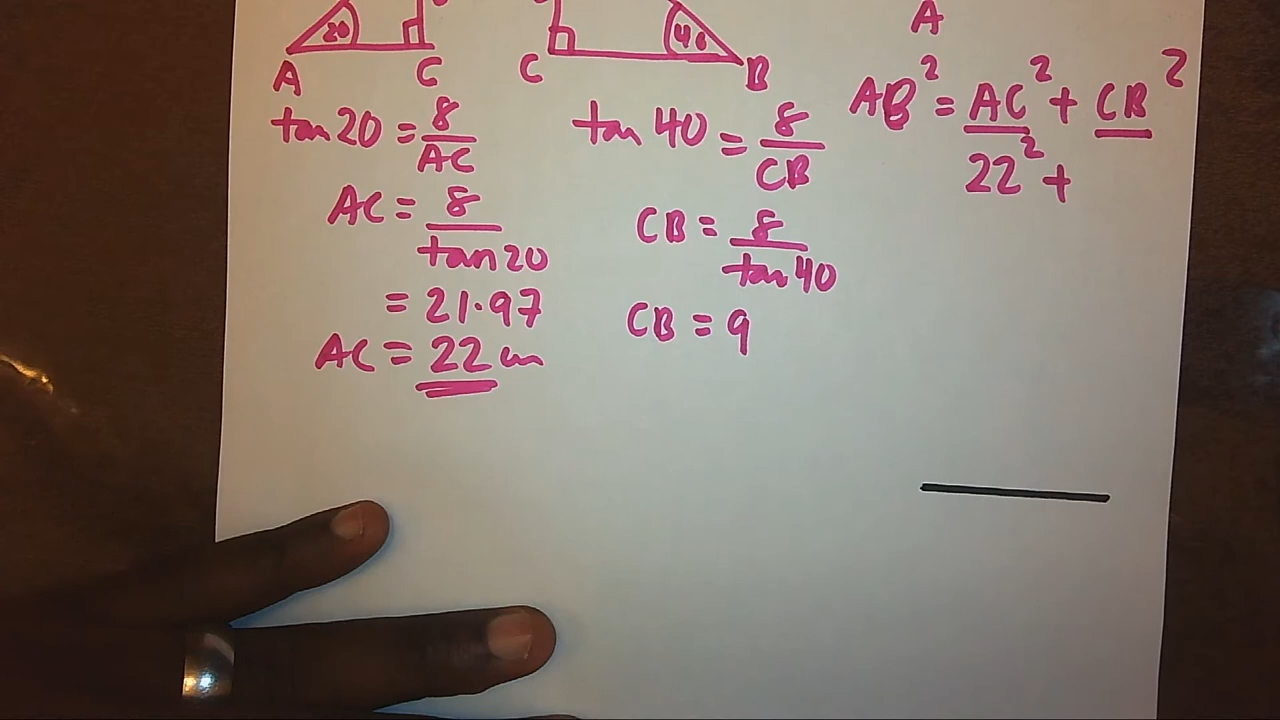 20
A C
tan 20 = 8/AC
AC = 8/tan 20
= 21.97
AC = 22 cm
40
C B
tan 40 = 8/CB
CB = 8/tan 40
CB = 9
A
AB² = AC² + CB²
22² +